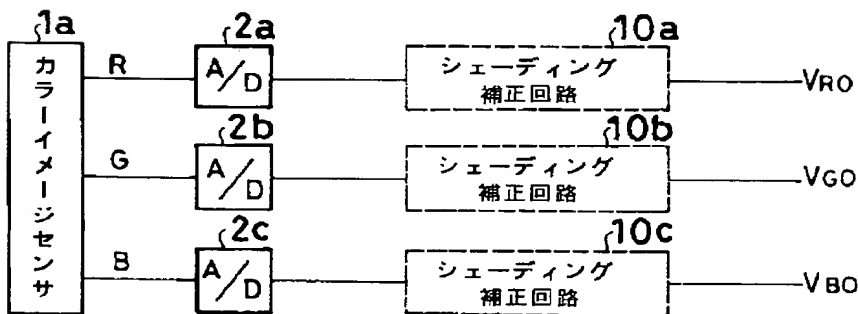 1a
カラーイメージセンサ
R
2a
A/D
10a
シェーディング
補正回路
VRO
G
2b
A/D
10b
シェーディング
補正回路
VGO
B
2c
A/D
10c
シェーディング
補正回路
VBO